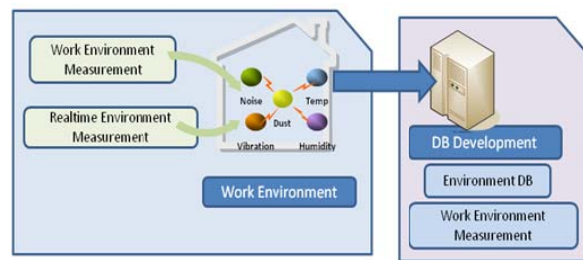 Work Environment
Measurement
Realtime Environment
Measurement
Noise
Temp
Dust
Vibration
Humidity
Work Environment
DB Development
Environment DB
Work Environment
Measurement